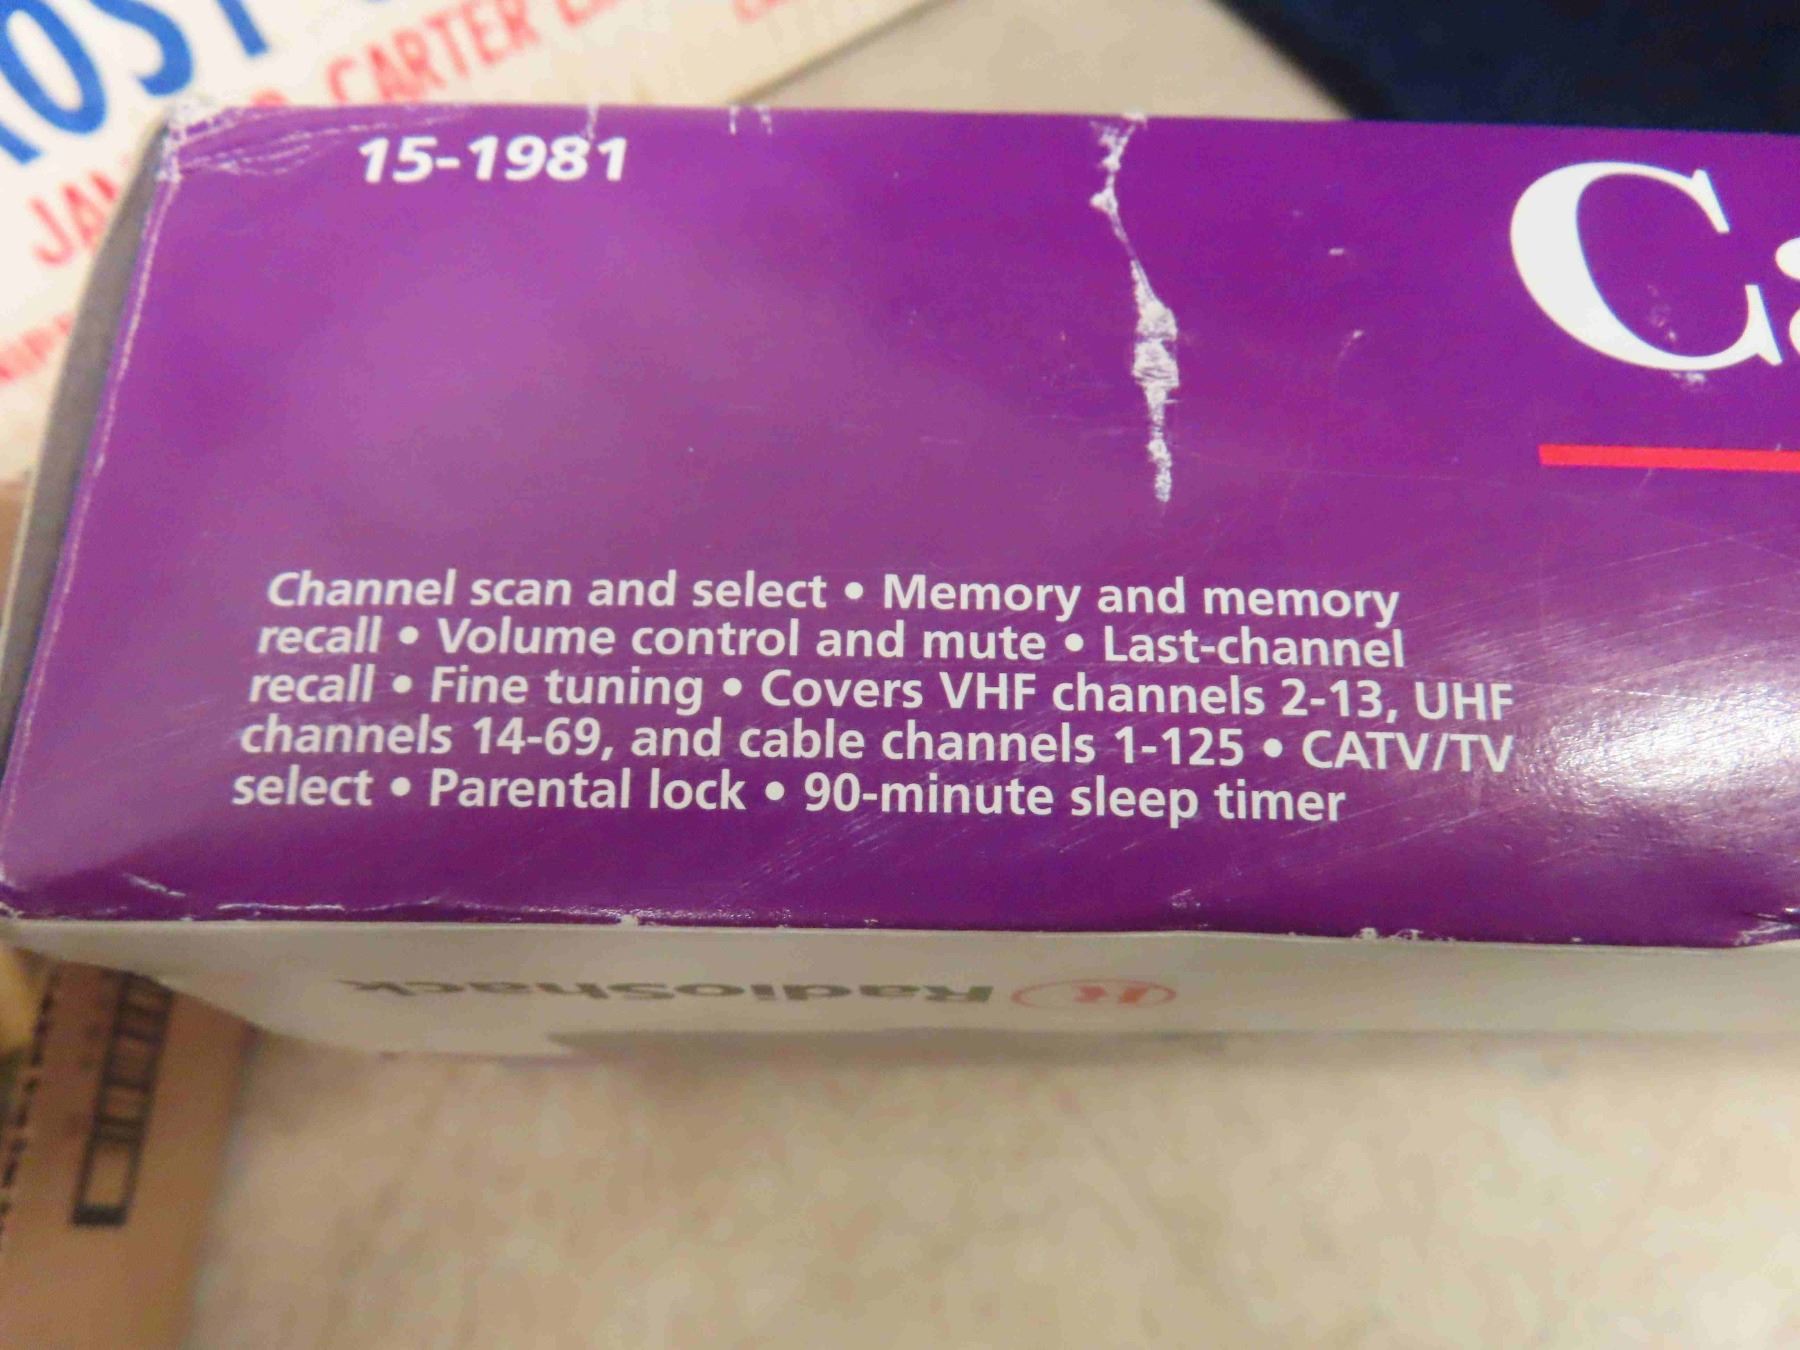 OST
CARTER
15-1981
Ca
Channel scan and select • Memory and memory
recall • Volume control and mute • Last-channel
recall • Fine tuning • Covers VHF channels 2-13, UHF
channels 14-69, and cable channels 1-125 • CATV/TV
select • Parental lock • 90-minute sleep timer
RadioShack